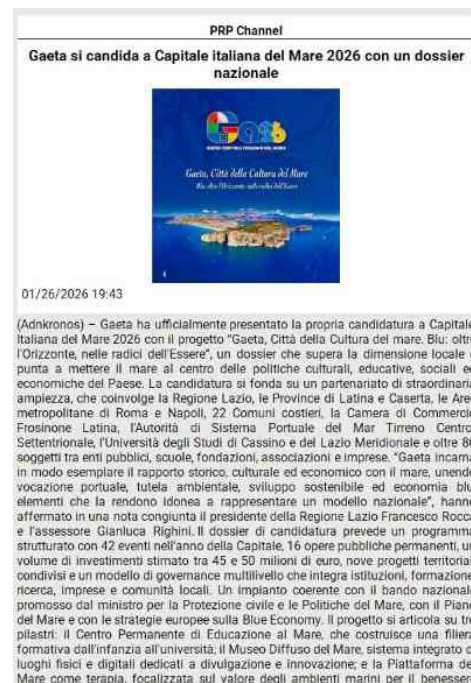 PRP Channel
Gaeta si candida a Capitale italiana del Mare 2026 con un dossier
nazionale
Gaeta, Città della Cultura del Mare
Blu: oltre l'Orizzonte, nelle radici dell'Essere
01/26/2026 19:43
(Adnkronos) – Gaeta ha ufficialmente presentato la propria candidatura a Capitale
Italiana del Mare 2026 con il progetto "Gaeta, Città della Cultura del mare. Blu: oltre
l'Orizzonte, nelle radici dell'Essere", un dossier che supera la dimensione locale
punta a mettere il mare al centro delle politiche culturali, educative, sociali ed
economiche del Paese. La candidatura si fonda su un partenariato di straordinaria
ampiezza, che coinvolge la Regione Lazio, le Province di Latina e Caserta, le Aree
metropolitane di Roma e Napoli, 22 Comuni costieri, la Camera di Commercio
Frosinone Latina, l'Autorità di Sistema Portuale del Mar Tirreno Centro
Settentrionale, l'Università degli Studi di Cassino e del Lazio Meridionale e oltre 80
soggetti tra enti pubblici, scuole, fondazioni, associazioni e imprese. "Gaeta incarna
in modo esemplare il rapporto storico, culturale ed economico con il mare, unendo
vocazione portuale, tutela ambientale, sviluppo sostenibile ed economia blu
elementi che la rendono idonea a rappresentare un modello nazionale", hanno
affermato in una nota congiunta il presidente della Regione Lazio Francesco Rocca
e l'assessore Gianluca Righini. Il dossier di candidatura prevede un programma
strutturato con 42 eventi nell'anno della Capitale, 16 opere pubbliche permanenti, un
volume di investimenti stimato tra 45 e 50 milioni di euro, nove progetti territoriali
condivisi e un modello di governance multilivello che integra istituzioni, formazione
ricerca, imprese e comunità locali. Un impianto coerente con il bando nazionale
promosso dal ministro per la Protezione civile e le Politiche del Mare, con il Piano
del Mare e con le strategie europee sulla Blue Economy. Il progetto si articola su tre
pilastri: il Centro Permanente di Educazione al Mare, che costruisce una filiera
formativa dall'infanzia all'università; il Museo Diffuso del Mare, sistema integrato di
luoghi fisici e digitali dedicati a divulgazione e innovazione; e la Piattaforma del
Mare come terapia, focalizzata sul valore degli ambienti marini per il benessere